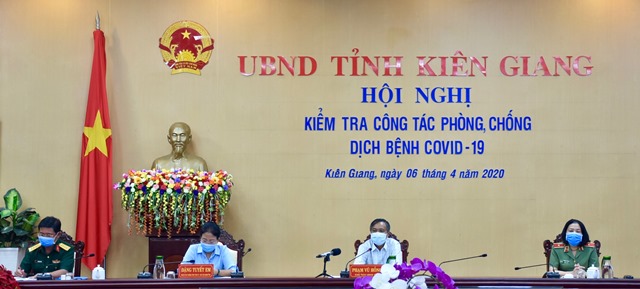 UBND TỈNH KIÊN GIANG
HỘI NGHỊ
KIỂM TRA CÔNG TÁC PHÒNG, CHỐNG
DỊCH BỆNH COVID-19
Kiên Giang, ngày 06 tháng 4 năm 2020
ĐẶNG TUYẾT EM
PHẠM VŨ HỒNG